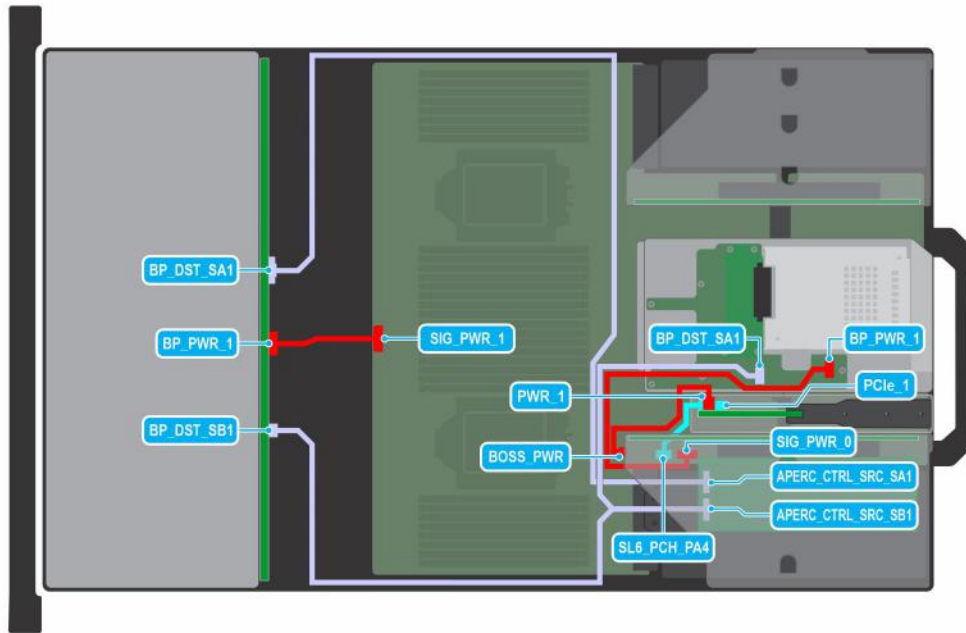 BP_DST_SA1
BP_PWR_1
SIG_PWR_1
BP_DST_SB1
BP_DST_SA1
BP_PWR_1
PWR_1
PCIe_1
BOSS_PWR
SIG_PWR_0
APERC_CTRL_SRC_SA1
APERC_CTRL_SRC_SB1
SL6_PCH_PA4